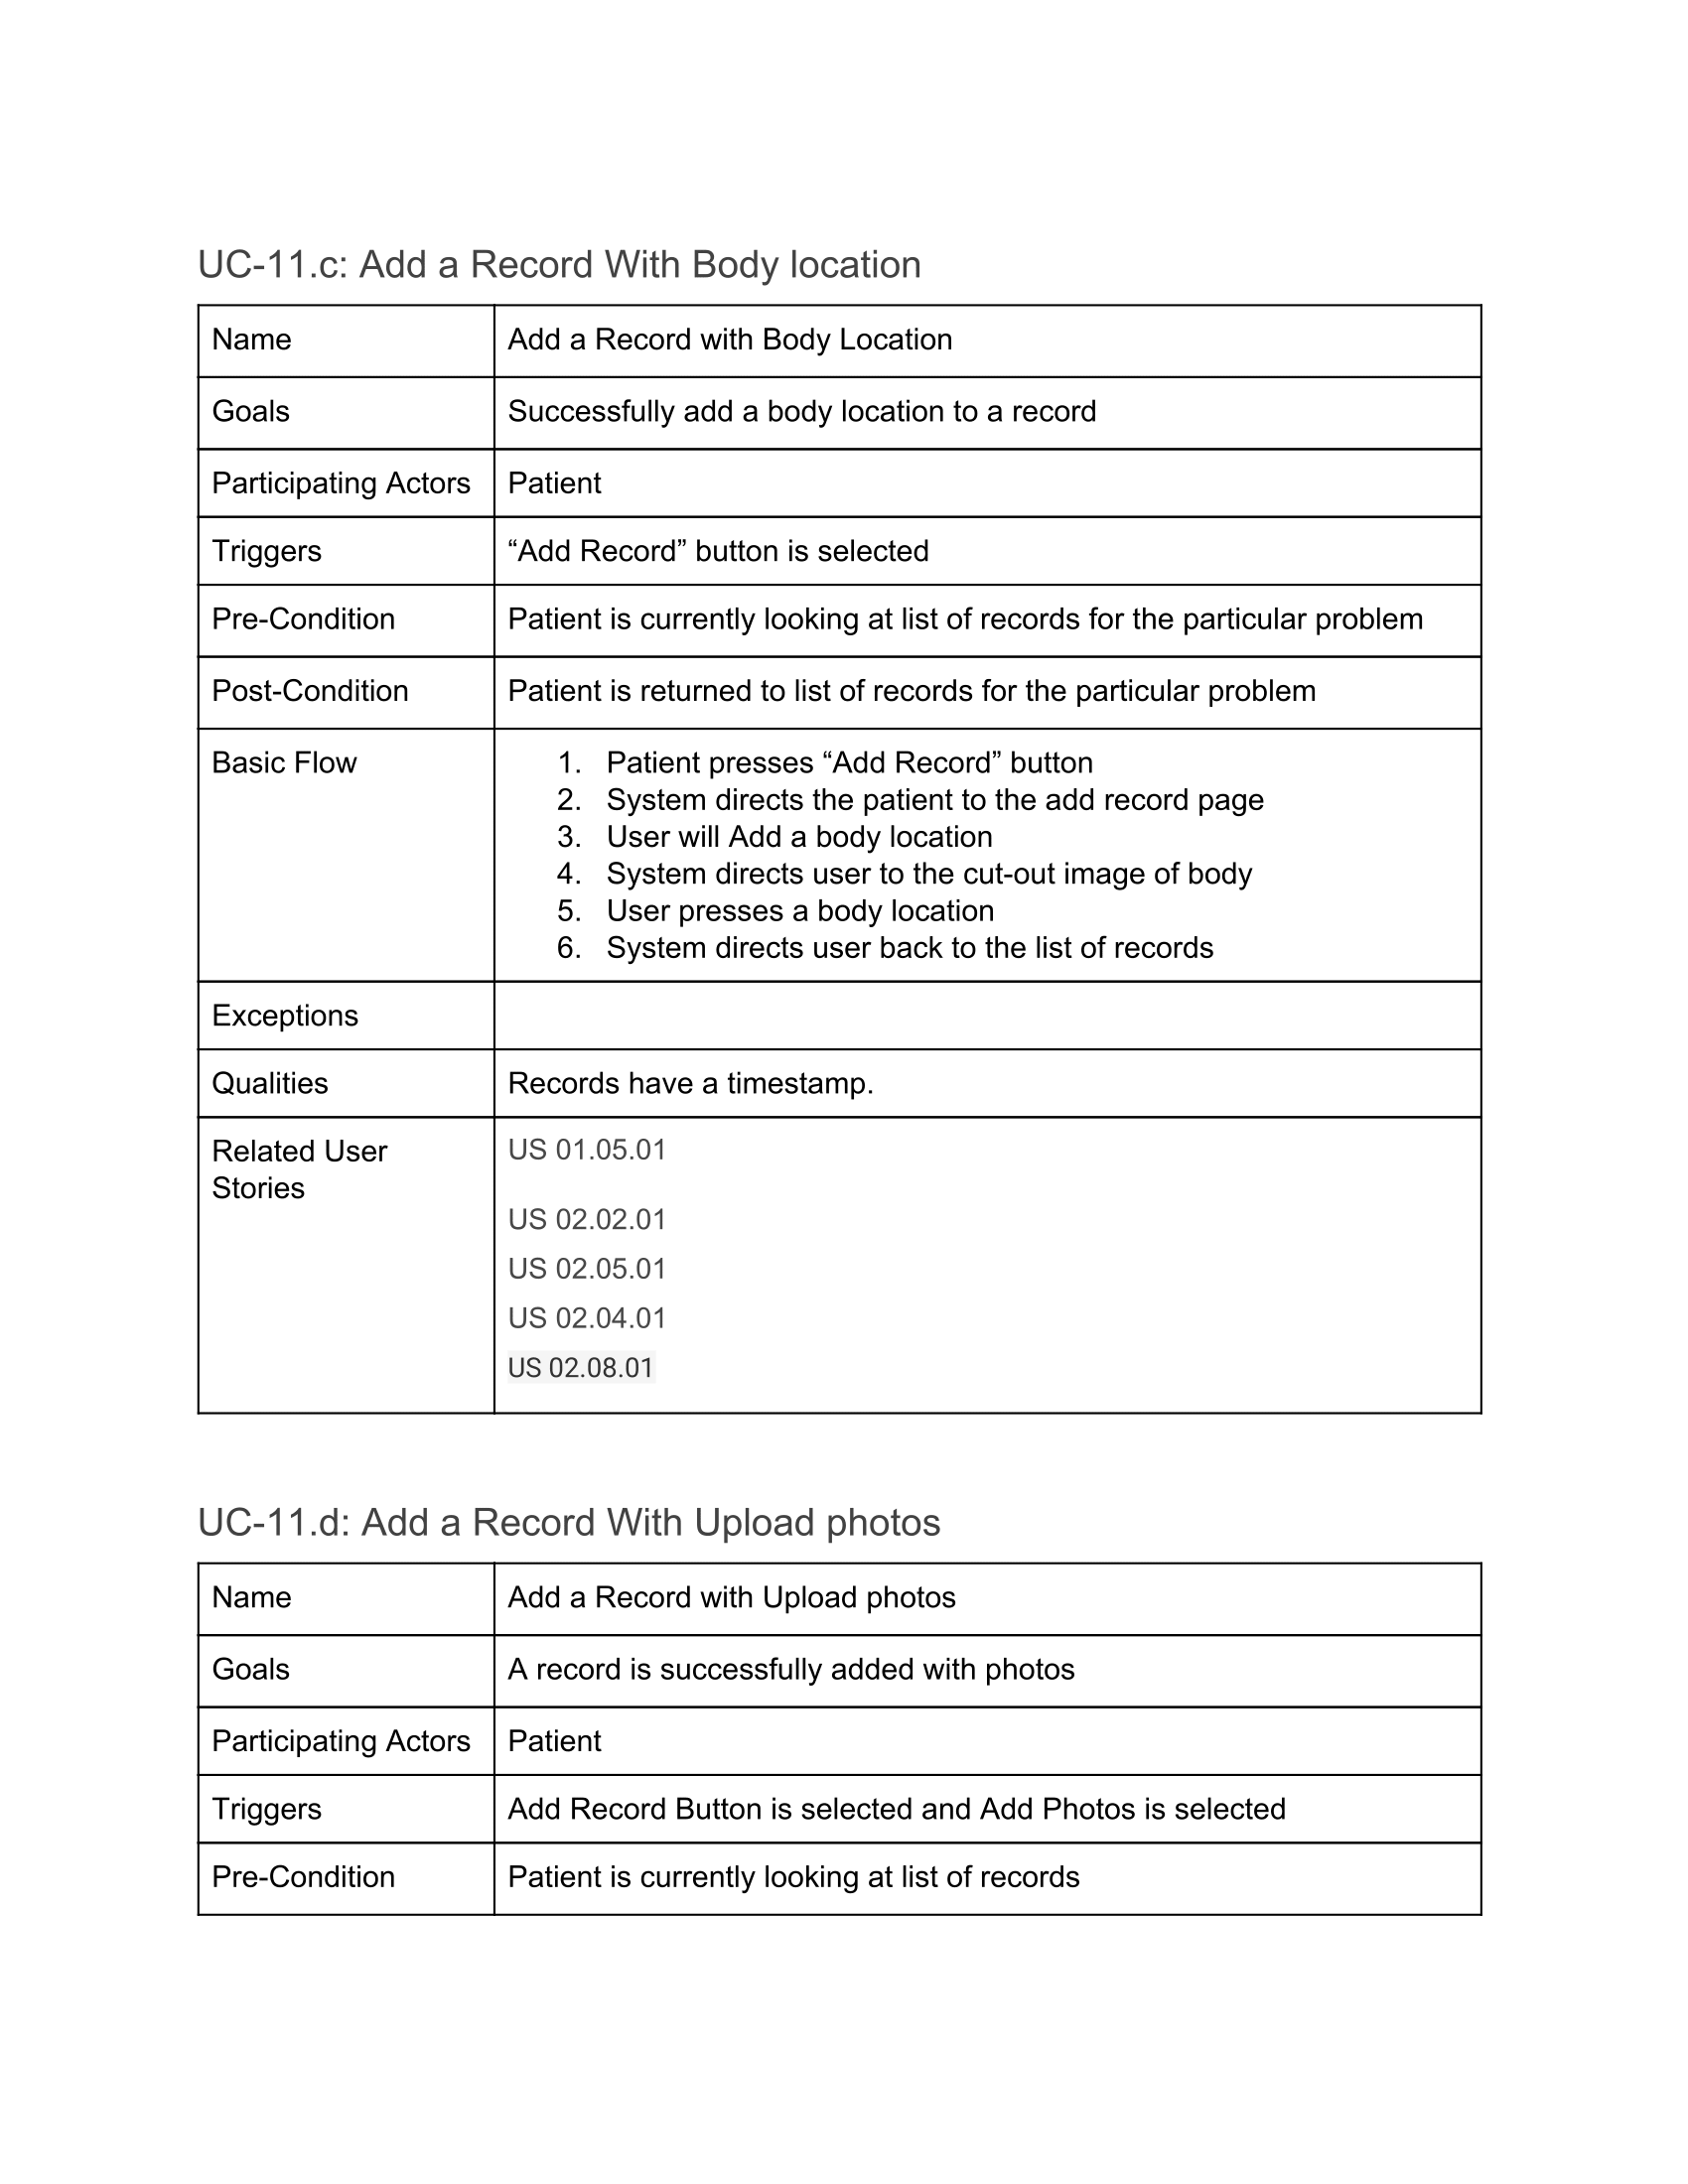 UC-11.c: Add a Record With Body location
Name Add a Record with Body Location
Goals Successfully add a body location to a record
Participating Actors Patient
Triggers “Add Record” button is selected
Pre-Condition Patient is currently looking at list of records for the particular problem
Post-Condition Patient is returned to list of records for the particular problem
Basic Flow 1. Patient presses “Add Record” button
2. System directs the patient to the add record page
3. User will Add a body location
4. System directs user to the cut-out image of body
5. User presses a body location
6. System directs user back to the list of records
Exceptions
Qualities Records have a timestamp.
Related User Stories
US 01.05.01
US 02.02.01
US 02.05.01
US 02.04.01
US 02.08.01
UC-11.d: Add a Record With Upload photos
Name Add a Record with Upload photos
Goals A record is successfully added with photos
Participating Actors Patient
Triggers Add Record Button is selected and Add Photos is selected
Pre-Condition Patient is currently looking at list of records